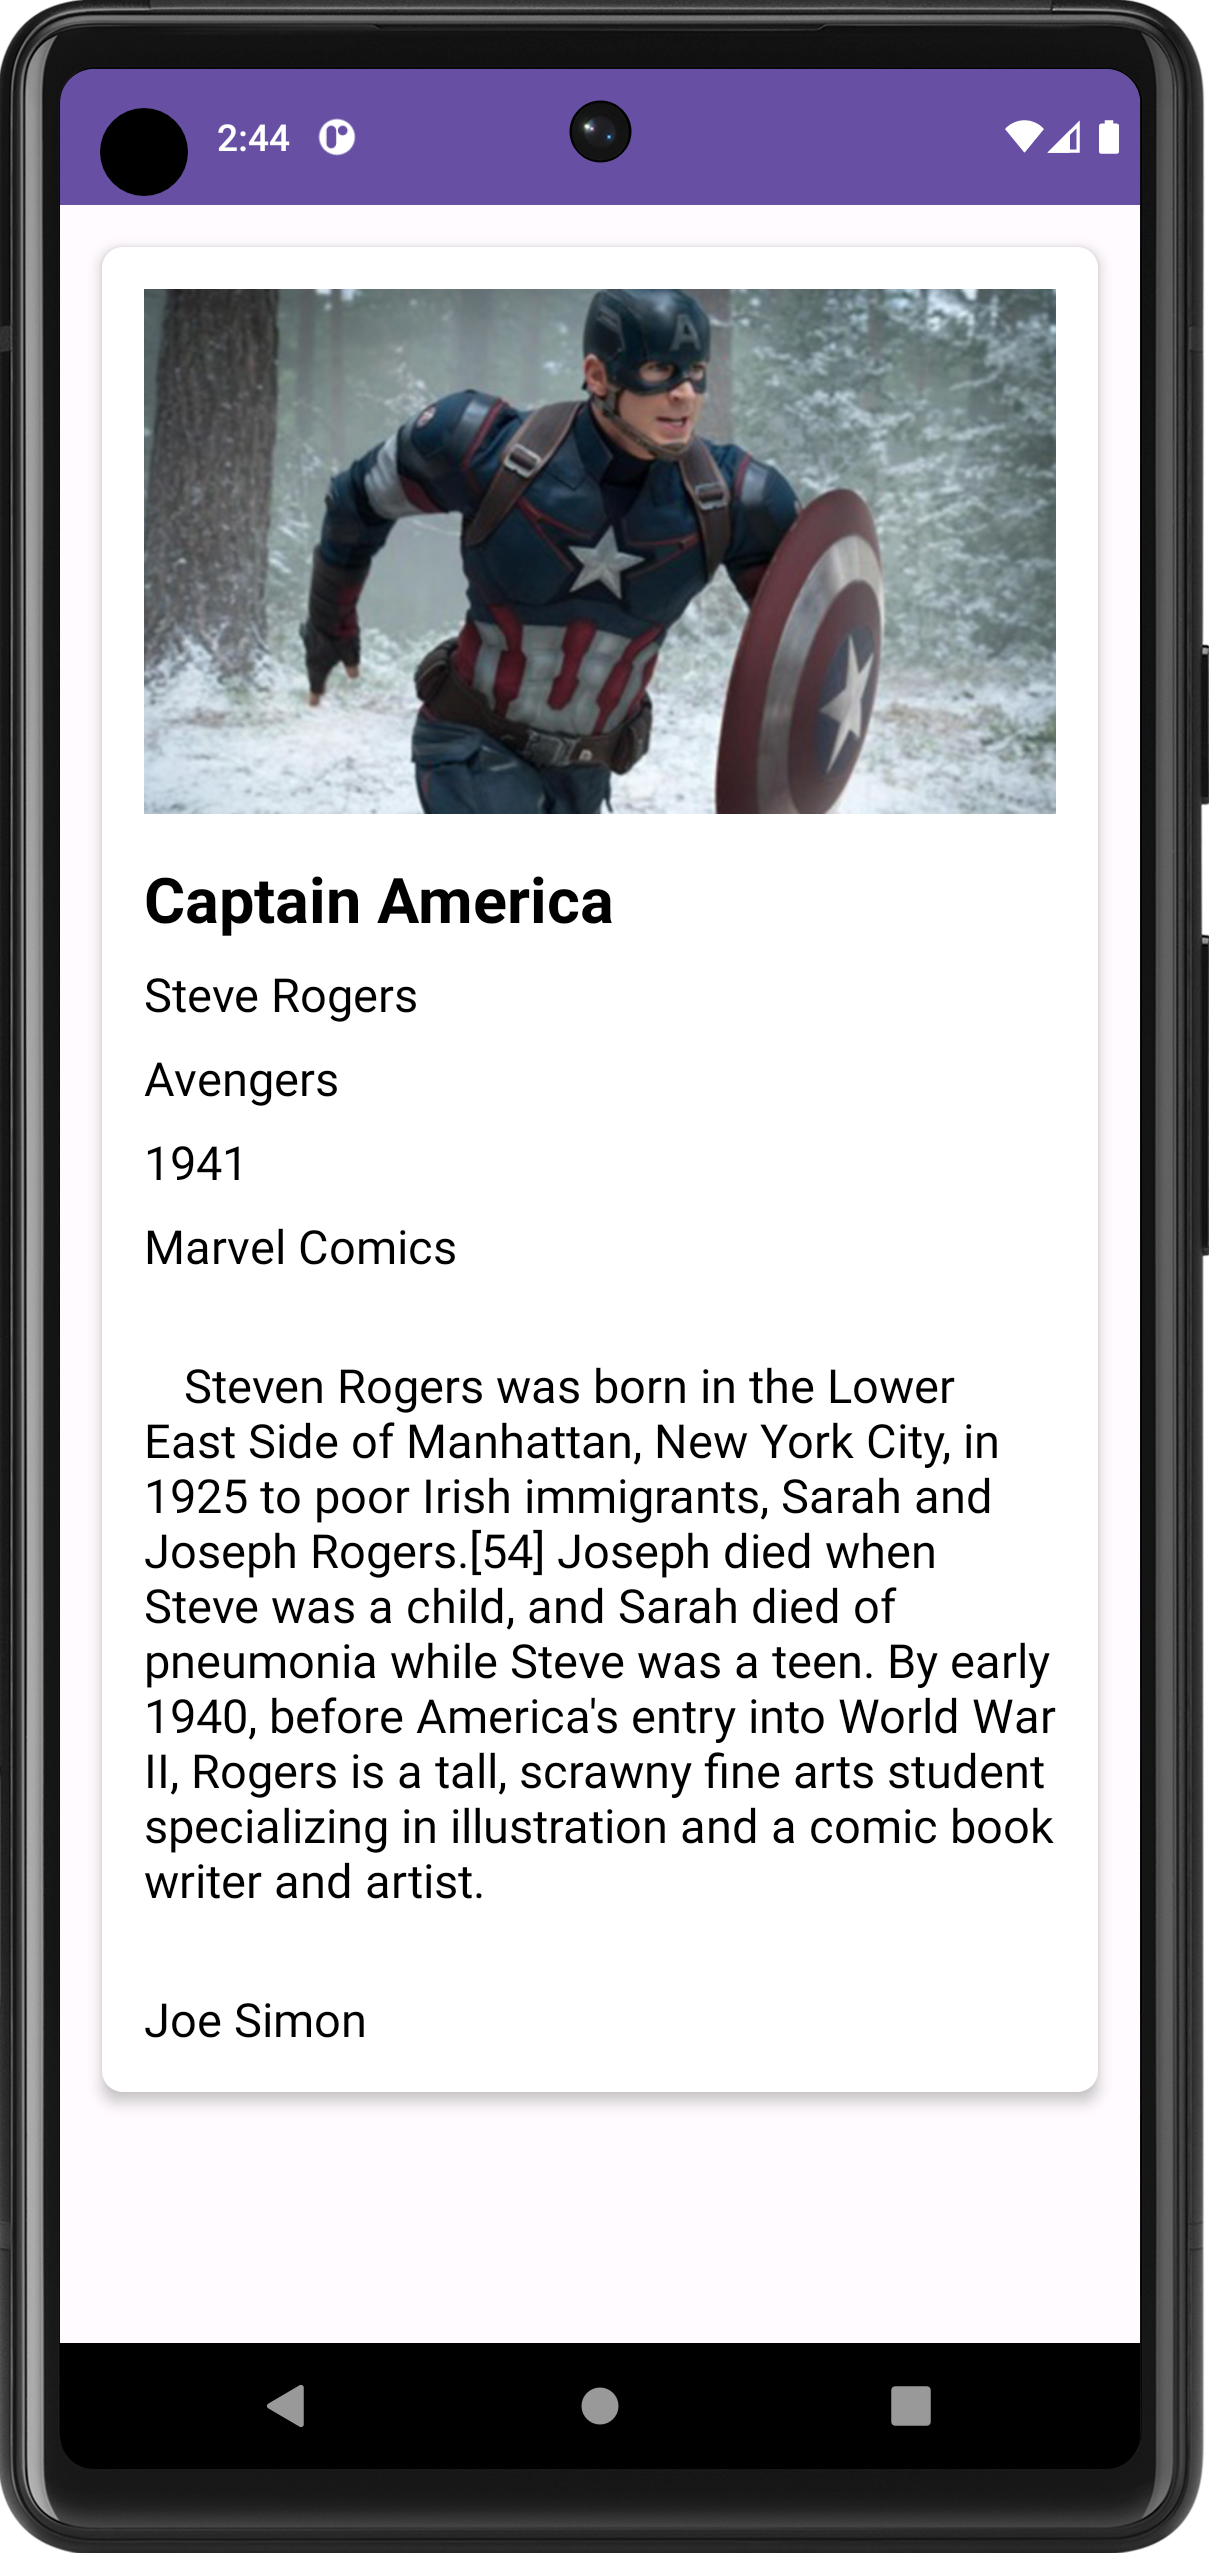 2:44
A
Captain America
Steve Rogers
Avengers
1941
Marvel Comics
Steven Rogers was born in the Lower
East Side of Manhattan, New York City, in
1925 to poor Irish immigrants, Sarah and
Joseph Rogers.[54] Joseph died when
Steve was a child, and Sarah died of
pneumonia while Steve was a teen. By early
1940, before America's entry into World War
II, Rogers is a tall, scrawny fine arts student
specializing in illustration and a comic book
writer and artist.
Joe Simon